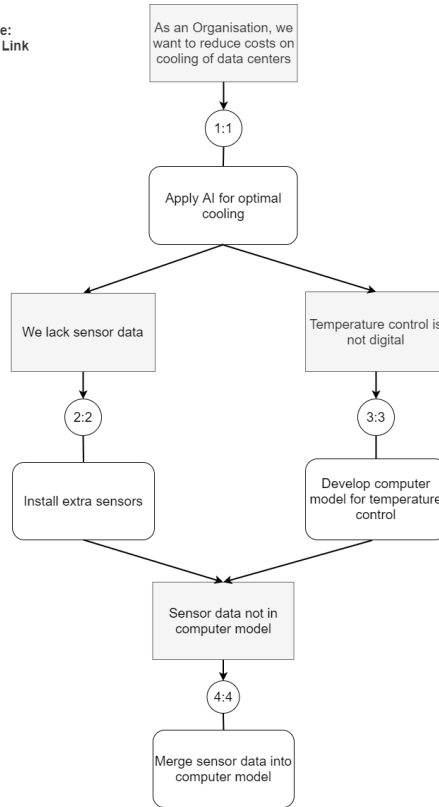 e:
Link
As an Organisation, we
want to reduce costs on
cooling of data centers
1:1
Apply AI for optimal
cooling
We lack sensor data
Temperature control is
not digital
2:2
3:3
Install extra sensors
Develop computer
model for temperature
control
Sensor data not in
computer model
4:4
Merge sensor data into
computer model